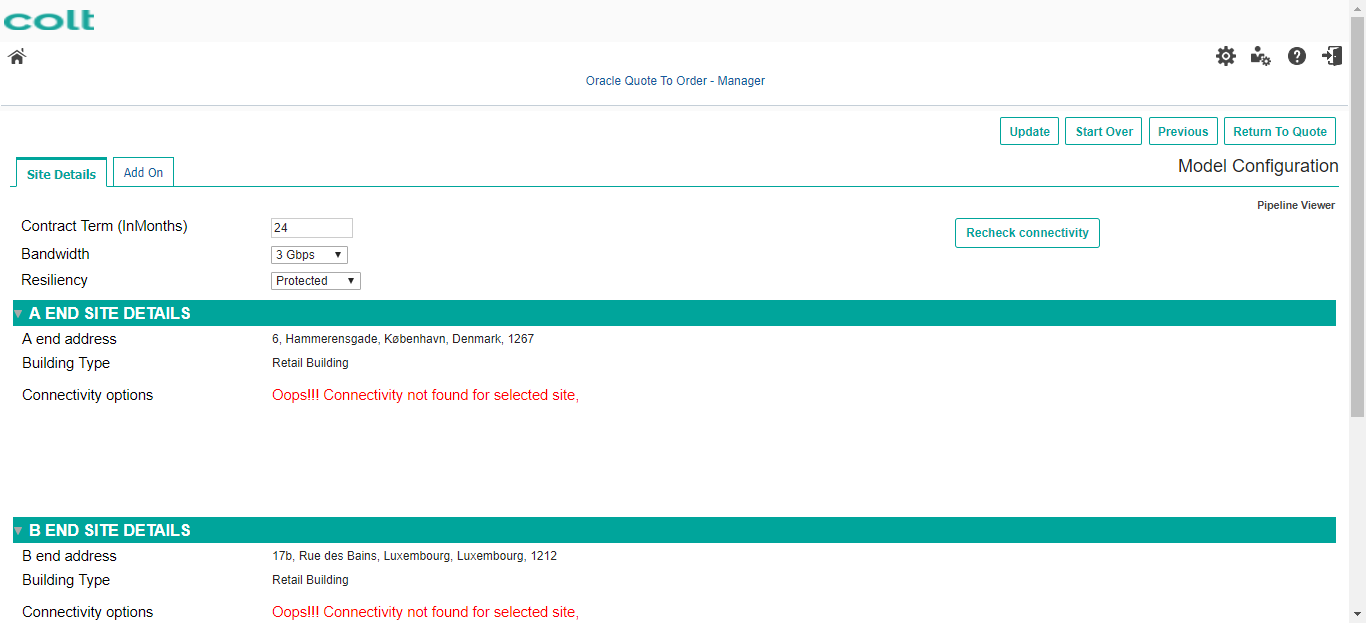 colt
Oracle Quote To Order - Manager
Update Start Over Previous Return To Quote
Site Details Add On Model Configuration
Pipeline Viewer
Contract Term (InMonths) 24 Recheck connectivity
Bandwidth 3 Gbps
Resiliency Protected
A END SITE DETAILS
A end address 6, Hammerensgade, København, Denmark, 1267
Building Type Retail Building
Connectivity options Oops!!! Connectivity not found for selected site,
B END SITE DETAILS
B end address 17b, Rue des Bains, Luxembourg, Luxembourg, 1212
Building Type Retail Building
Connectivity options Oops!!! Connectivity not found for selected site,